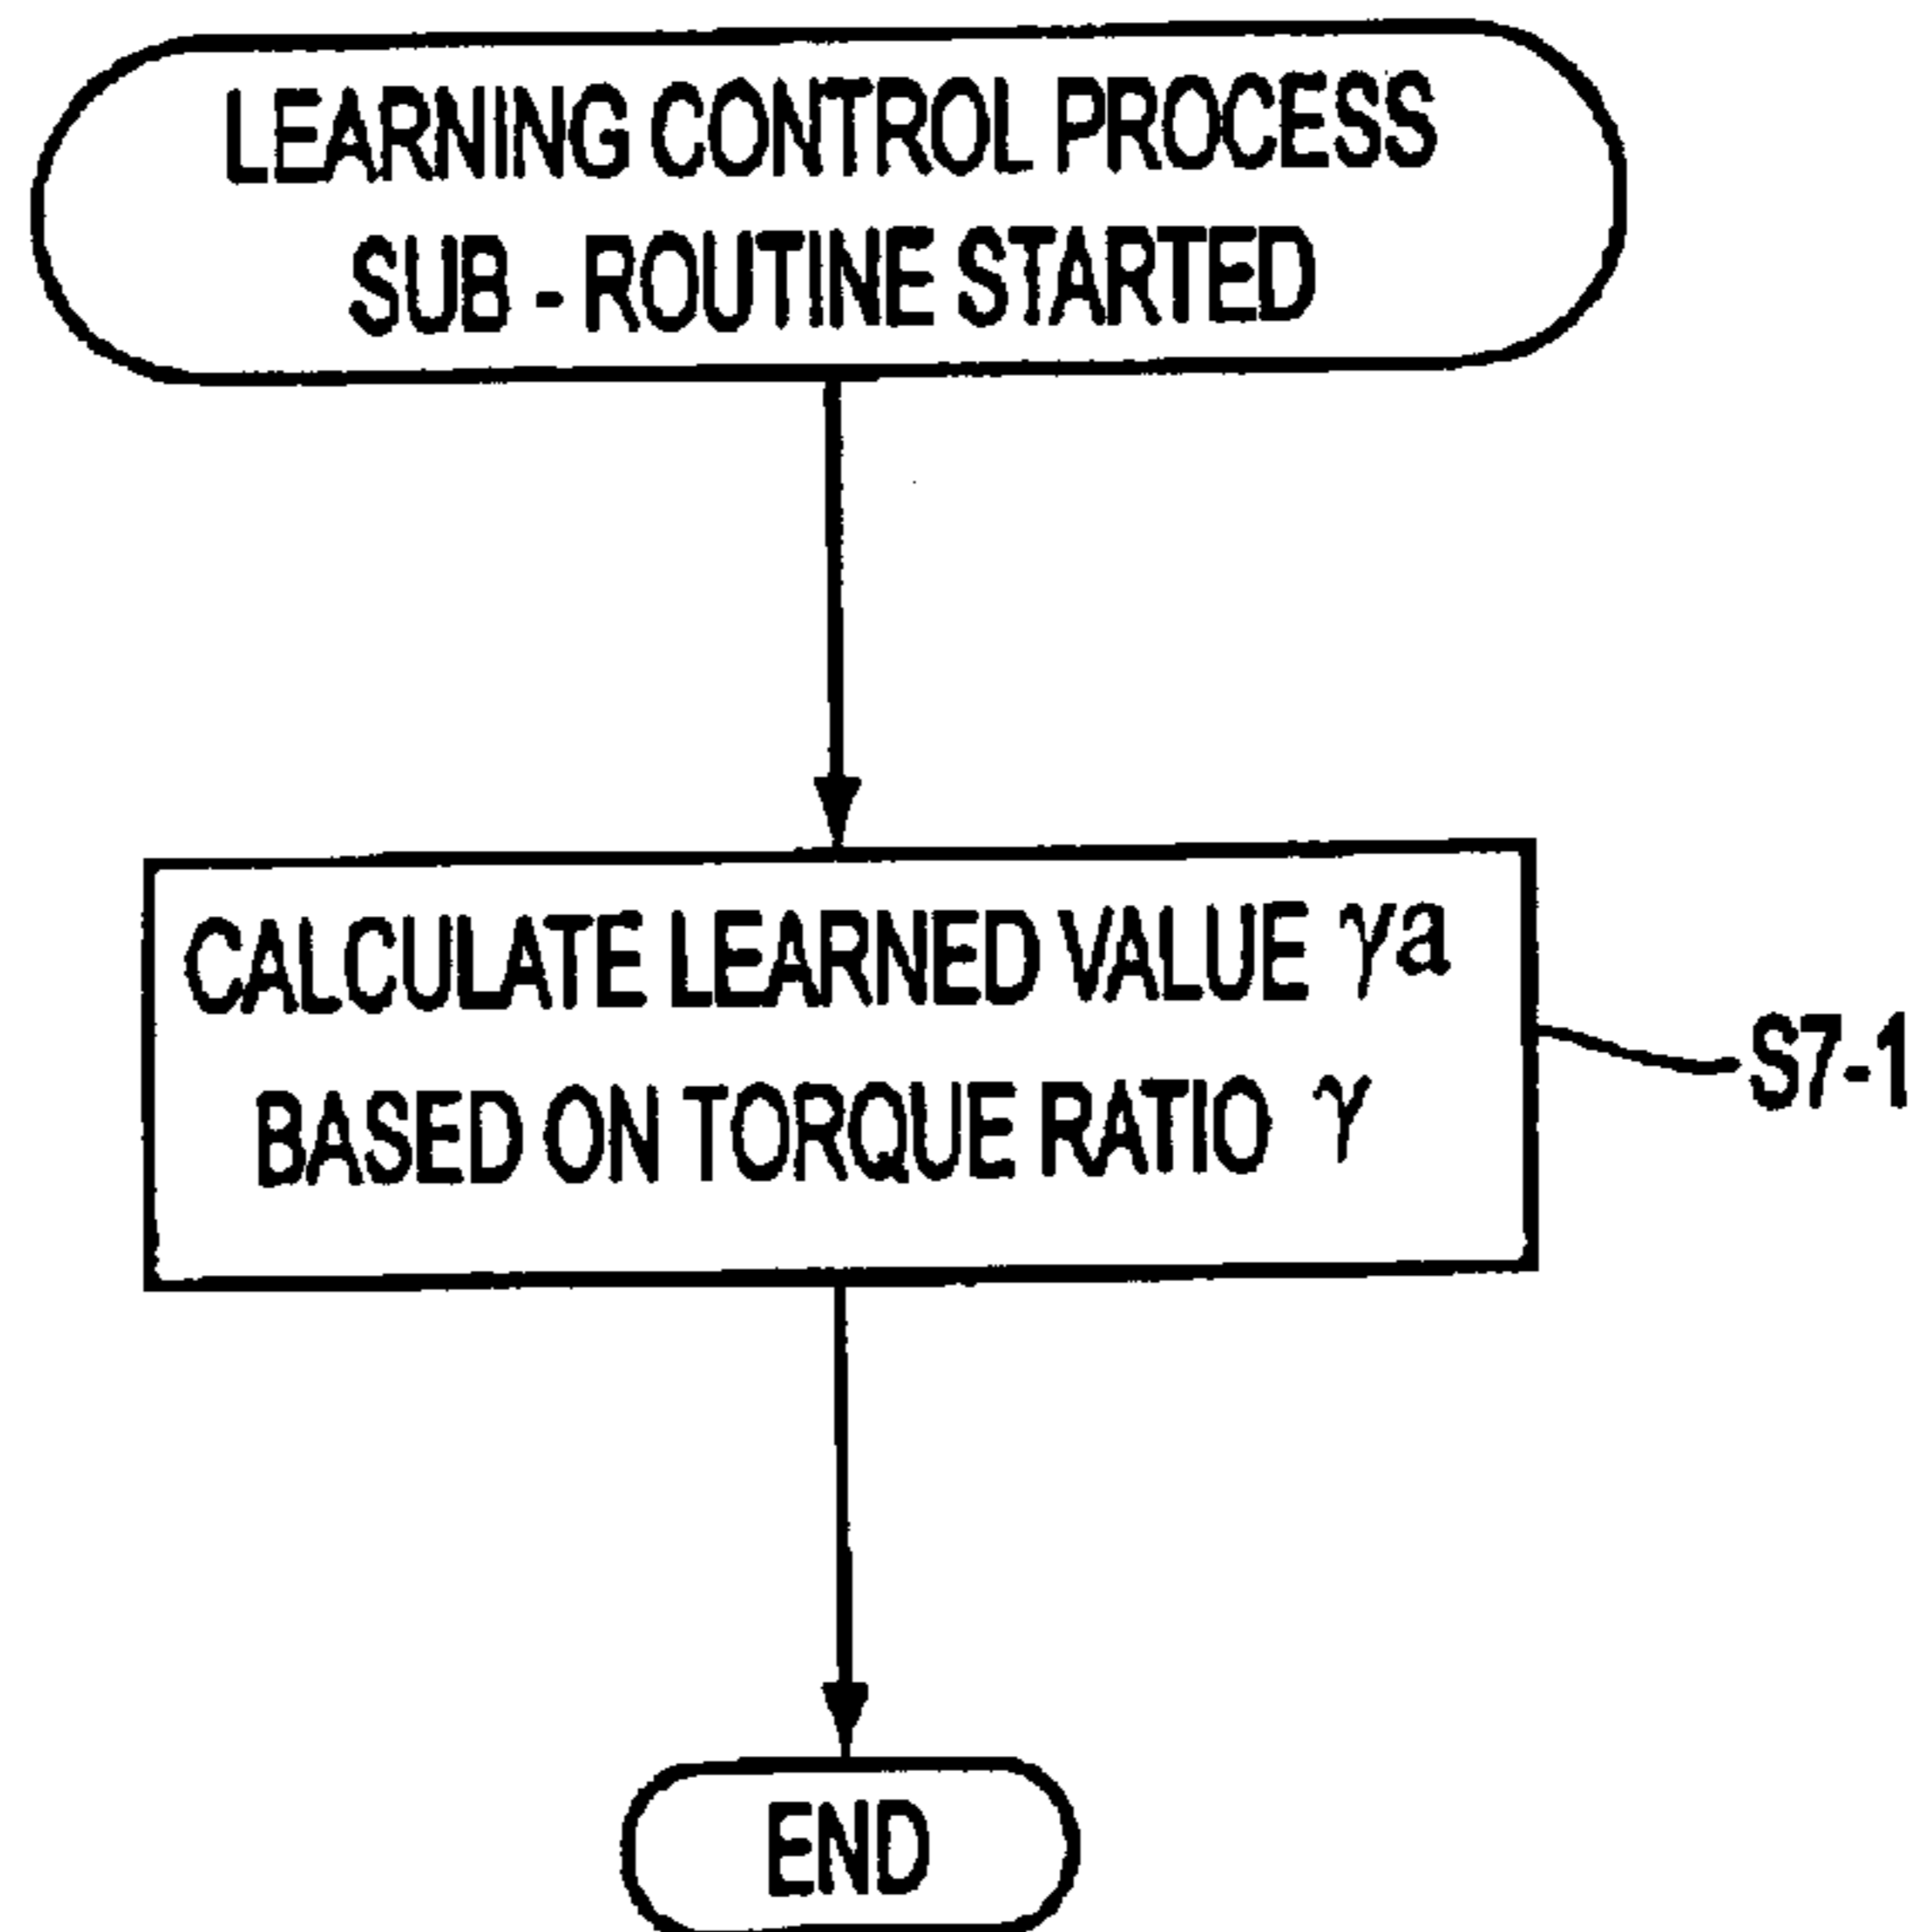 LEARNING CONTROL PROCESS
SUB - ROUTINE STARTED
CALCULATE LEARNED VALUE γa
BASED ON TORQUE RATIO γ
S7-1
END